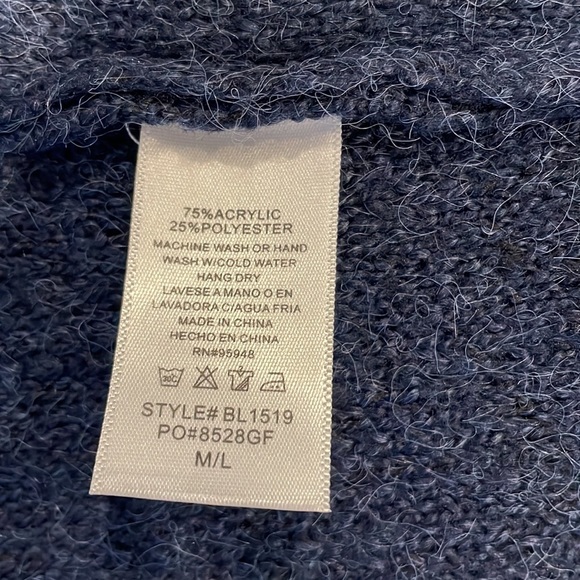 75%ACRYLIC
25%POLYESTER
MACHINE WASH OR HAND
WASH W/COLD WATER
HANG DRY
LAVESE A MANO O EN
LAVADORA C/AGUA FRIA
MADE IN CHINA
HECHO EN CHINA
RN#95948
30
STYLE# BL1519
PO#8528GF
M/L